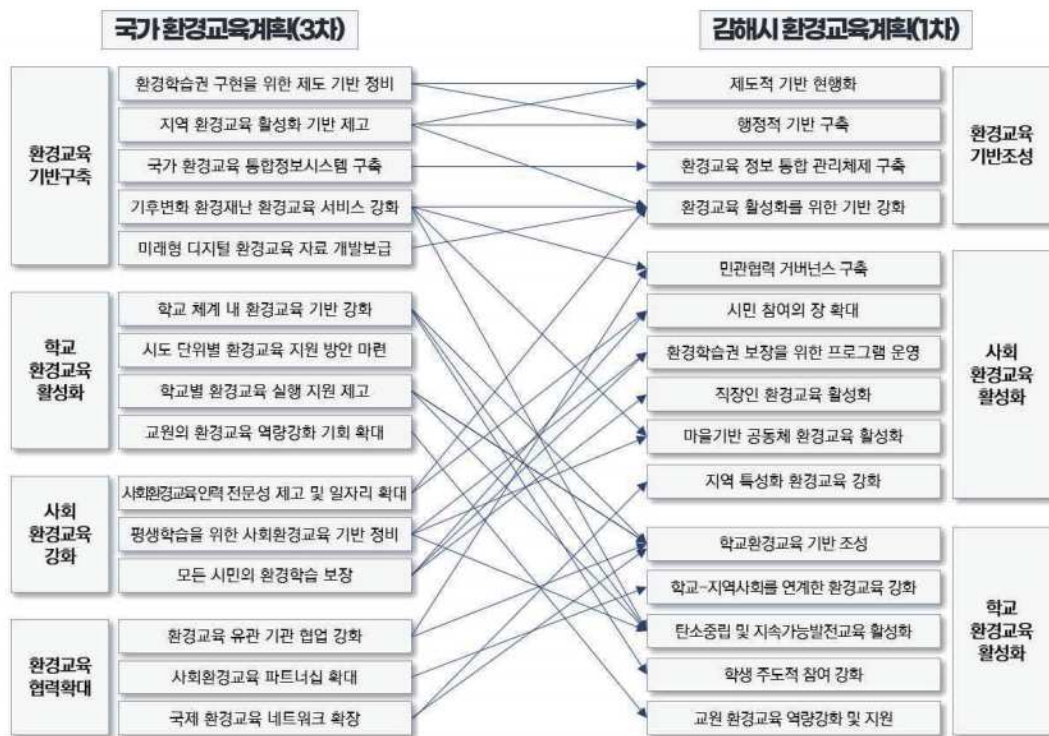 국가 환경교육계획(3차)
환경교육
기반구축
환경학습권 구현을 위한 제도 기반 정비
지역 환경교육 활성화 기반 제고
국가 환경교육 통합정보시스템 구축
기후변화 환경재난 환경교육 서비스 강화
미래형 디지털 환경교육 자료 개발보급
학교
환경교육
활성화
학교 체계 내 환경교육 기반 강화
시도 단위별 환경교육 지원 방안 마련
학교별 환경교육 실행 지원 제고
교원의 환경교육 역량강화 기회 확대
사회
환경교육
강화
사회환경교육인력 전문성 제고 및 일자리 확대
평생학습을 위한 사회환경교육 기반 정비
모든 시민의 환경학습 보장
환경교육
협력확대
환경교육 유관 기관 협업 강화
사회환경교육 파트너십 확대
국제 환경교육 네트워크 확장
김해시 환경교육계획(1차)
제도적 기반 현행화
행정적 기반 구축
환경교육 정보 통합 관리체제 구축
환경교육 활성화를 위한 기반 강화
환경교육
기반조성
민관협력 거버넌스 구축
시민 참여의 장 확대
환경학습권 보장을 위한 프로그램 운영
직장인 환경교육 활성화
마을기반 공동체 환경교육 활성화
지역 특성화 환경교육 강화
사회
환경교육
활성화
학교환경교육 기반 조성
학교-지역사회를 연계한 환경교육 강화
탄소중립 및 지속가능발전교육 활성화
학생 주도적 참여 강화
교원 환경교육 역량강화 및 지원
학교
환경교육
활성화